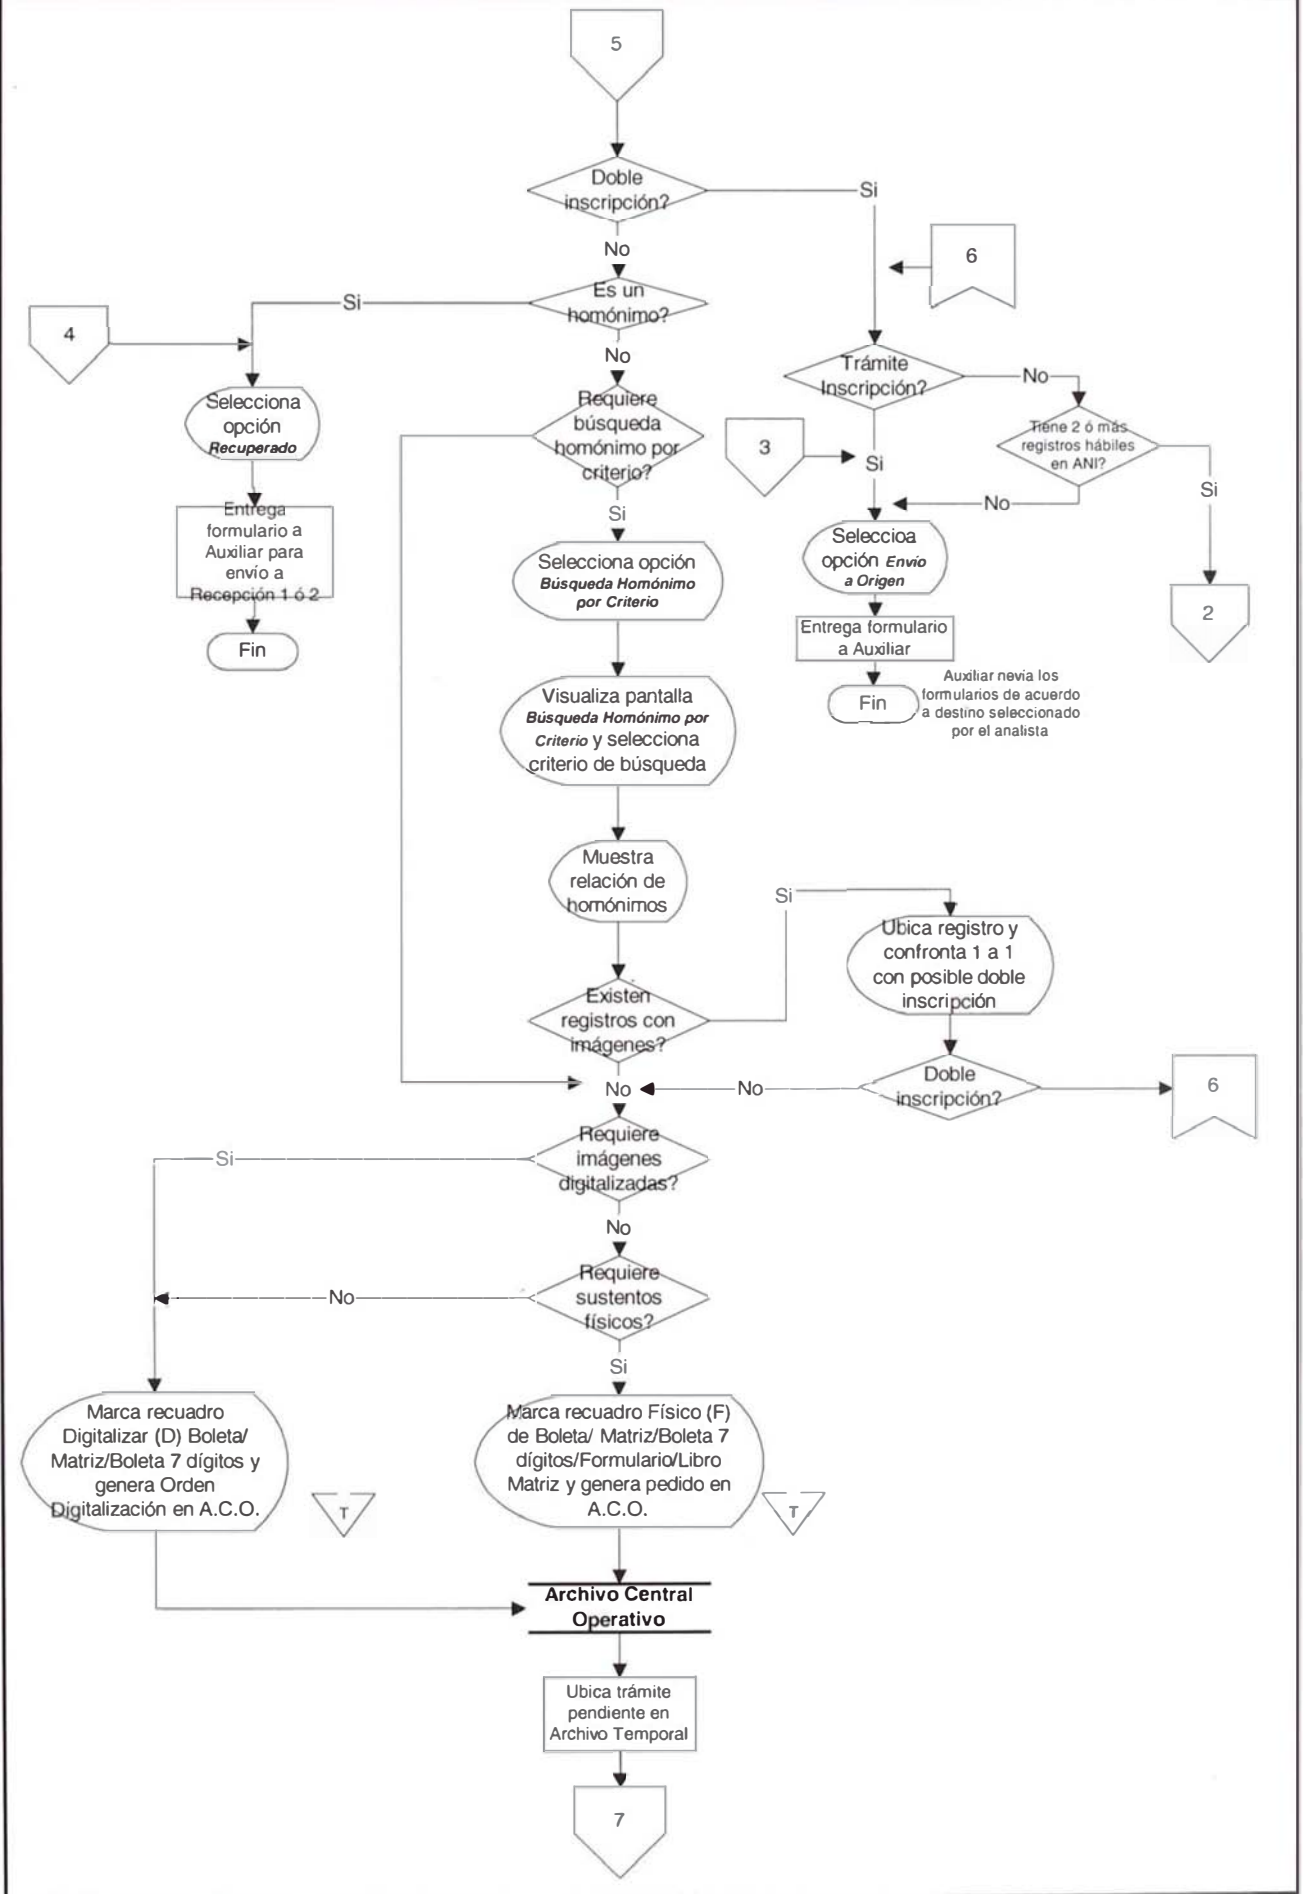 5
Doble
inscripción?
Si
No
6
Es un
homónimo?
Si
4
No
Trámite
Inscripción?
No
Selecciona
opción
Recuperado
Requiere
búsqueda
homónimo por
criterio?
3
Si
Tiene 2 ó más
registros hábiles
en ANI?
Si
No
Si
Entrega
formulario a
Auxiliar para
envío a
Recepción 1 ó 2
Fin
Selecciona opción
Búsqueda Homónimo
por Criterio
Seleccioa
opción Envío
a Origen
2
Entrega formulario
a Auxiliar
Fin
Auxiliar nevia los
formularios de acuerdo
a destino seleccionado
por el analista
Visualiza pantalla
Búsqueda Homónimo por
Criterio y selecciona
criterio de búsqueda
Muestra
relación de
homónimos
Si
Ubica registro y
confronta 1 a 1
con posible doble
inscripción
Existen
registros con
imágenes?
No
No
Doble
inscripción?
6
Requiere
imágenes
digitalizadas?
Si
No
Requiere
sustentos
físicos?
No
Si
Marca recuadro
Digitalizar (D) Boleta/
Matriz/Boleta 7 dígitos y
genera Orden
Digitalización en A.C.O.
T
Marca recuadro Físico (F)
de Boleta/ Matriz/Boleta 7
dígitos/Formulario/Libro
Matriz y genera pedido en
A.C.O.
T
Archivo Central
Operativo
Ubica trámite
pendiente en
Archivo Temporal
7